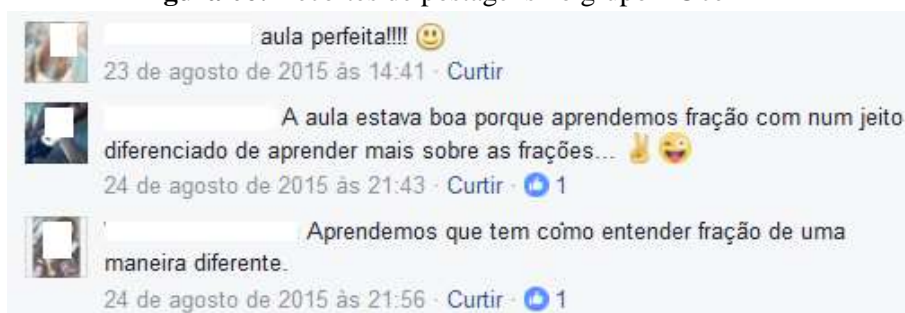 aula perfeita!!!! 🙂
23 de agosto de 2015 às 14:41 · Curtir
A aula estava boa porque aprendemos fração com num jeito
diferenciado de aprender mais sobre as frações... ✌️😜
24 de agosto de 2015 às 21:43 · Curtir · 👍 1
Aprendemos que tem como entender fração de uma
maneira diferente.
24 de agosto de 2015 às 21:56 · Curtir · 👍 1